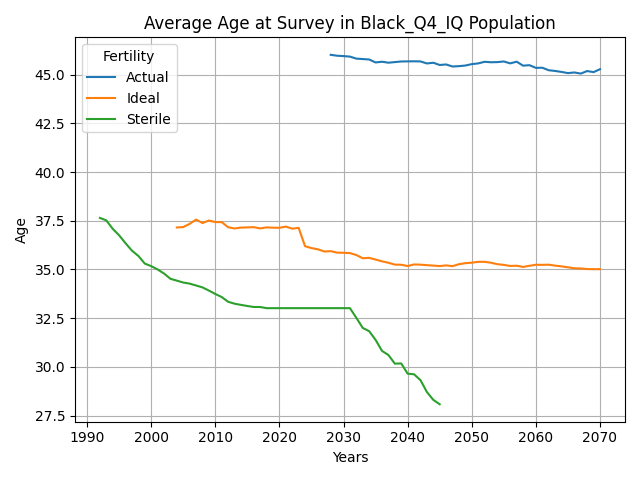 Average Age at Survey in Black_Q4_IQ Population
Fertility
Actual
Ideal
Sterile
Age
45.0
42.5
40.0
37.5
35.0
32.5
30.0
27.5
1990 2000 2010 2020 2030 2040 2050 2060 2070
Years